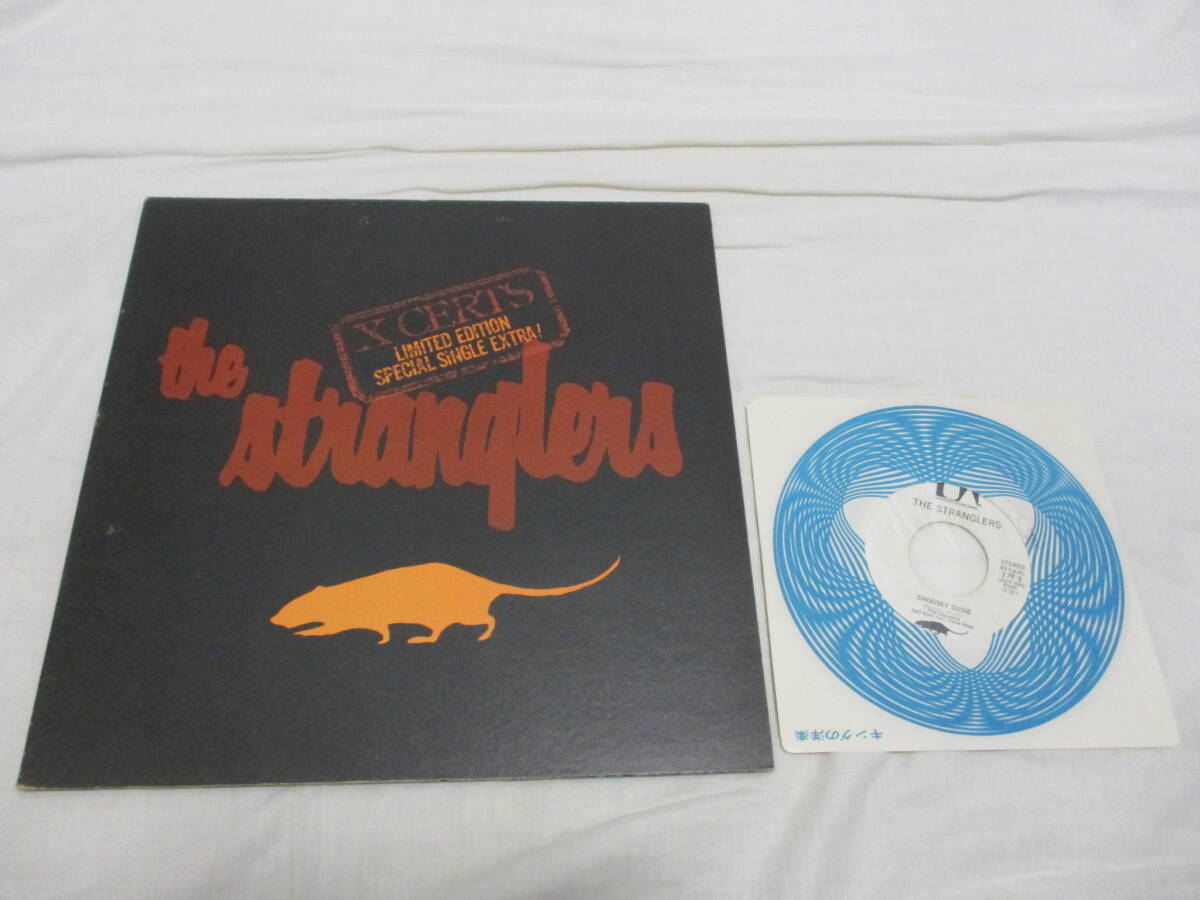 X CERTS
LIMITED EDITION
SPECIAL SINGLE EXTRA!
the
stranglers
THE STRANGLERS
STEREO
CHOOSEY SUSIE
キングの洋楽